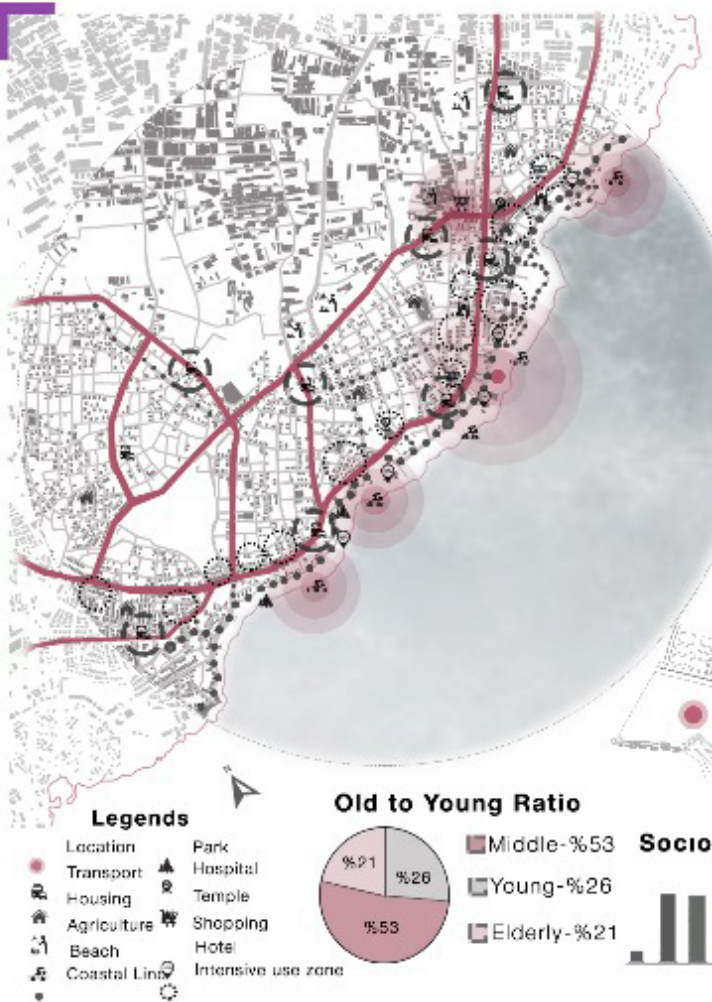 N
Legends
Location
Transport
Housing
Agriculture
Beach
Coastal Line
Park
Hospital
Temple
Shopping
Hotel
Intensive use zone
Old to Young Ratio
%21
%26
%53
Middle-%53
Young-%26
Elderly-%21
Socio